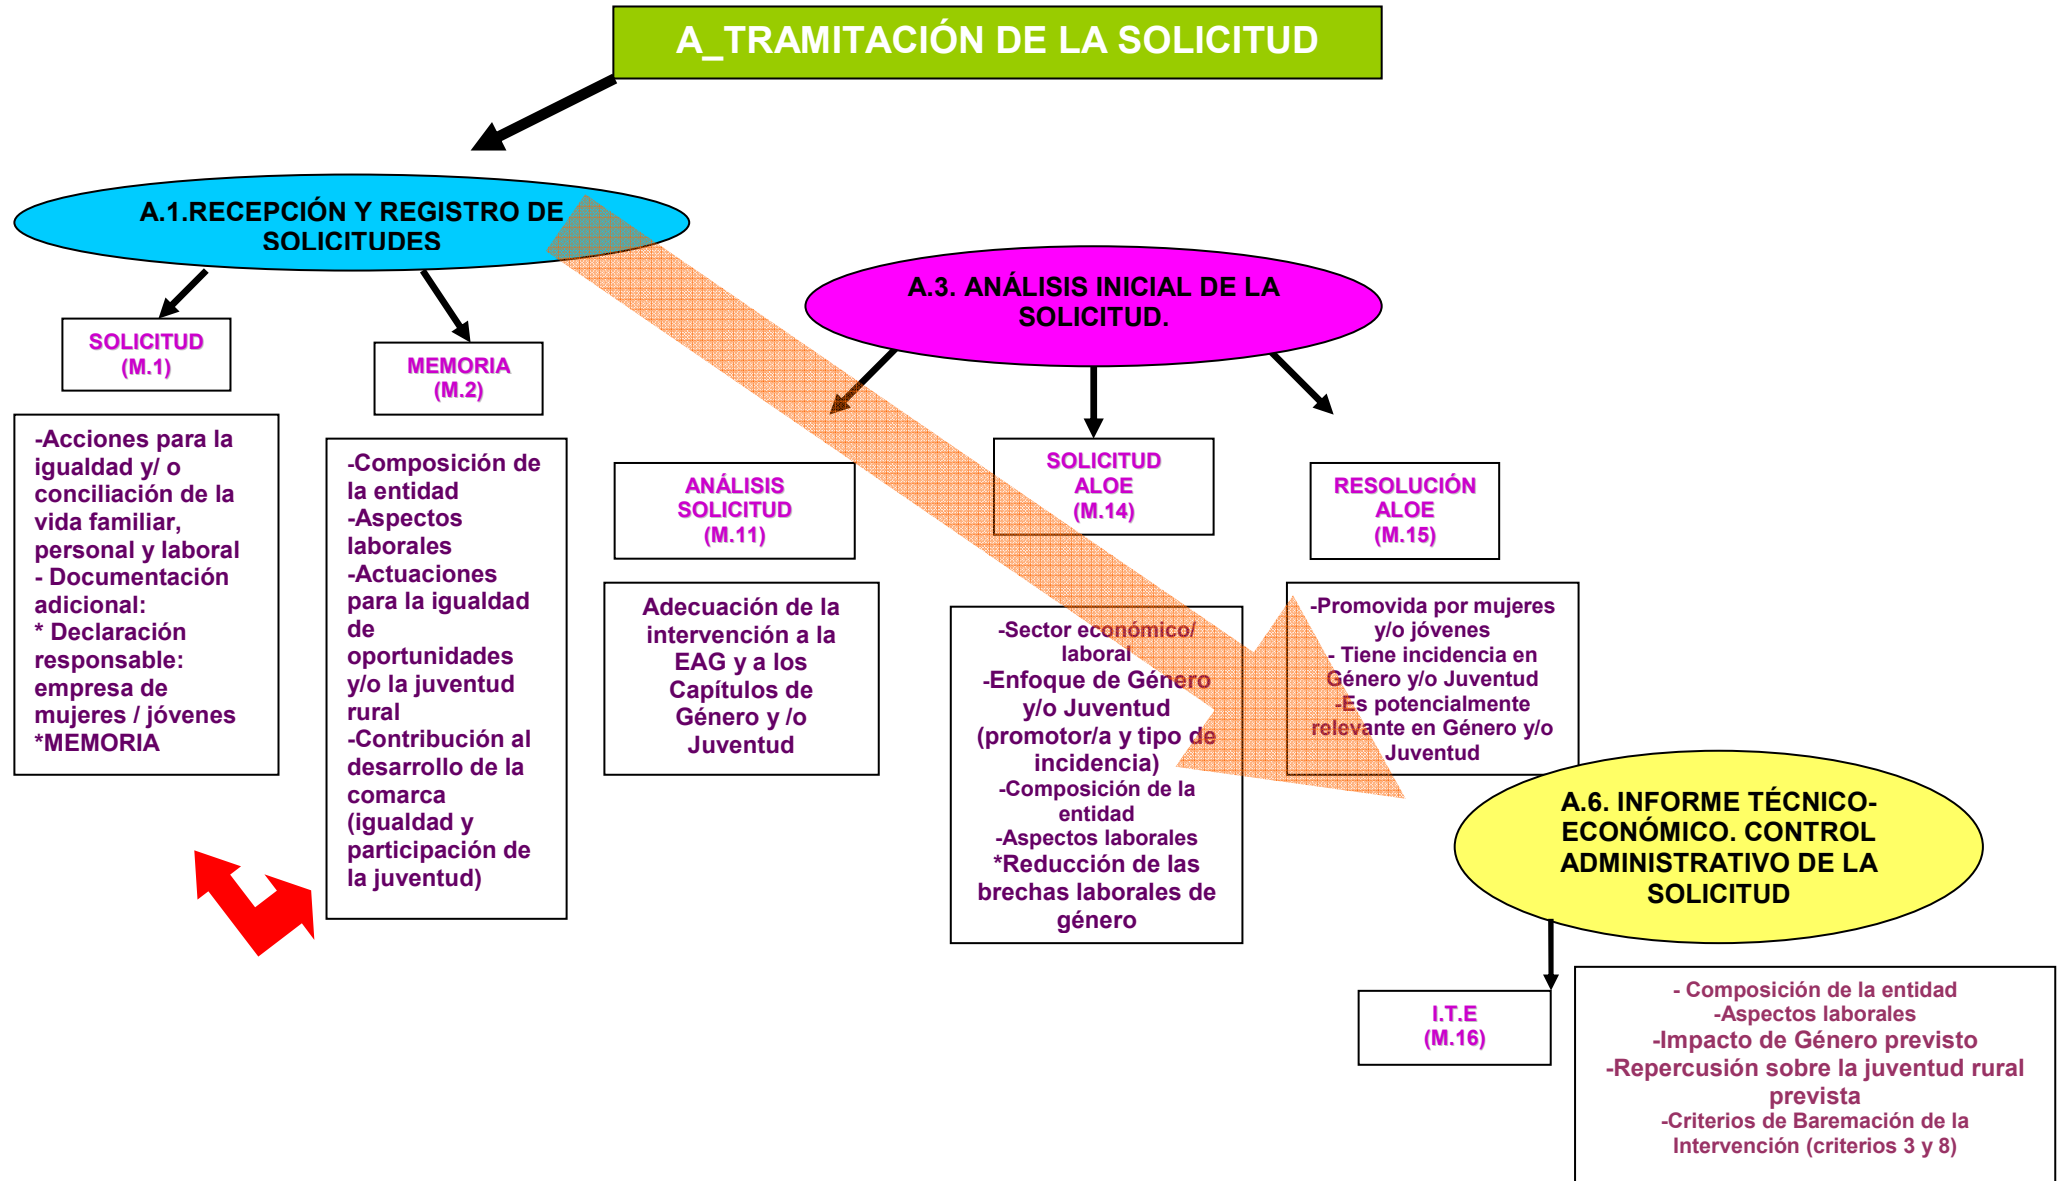 A_TRAMITACIÓN DE LA SOLICITUD
A.1.RECEPCIÓN Y REGISTRO DE
SOLICITUDES
SOLICITUD
(M.1)
MEMORIA
(M.2)
-Acciones para la
igualdad y/ o
conciliación de la
vida familiar,
personal y laboral
- Documentación
adicional:
* Declaración
responsable:
empresa de
mujeres / jóvenes
*MEMORIA
-Composición de
la entidad
-Aspectos
laborales
-Actuaciones
para la igualdad
de
oportunidades
y/o la juventud
rural
-Contribución al
desarrollo de la
comarca
(igualdad y
participación de
la juventud)
A.3. ANÁLISIS INICIAL DE LA
SOLICITUD.
ANÁLISIS
SOLICITUD
(M.11)
Adecuación de la
intervención a la
EAG y a los
Capítulos de
Género y /o
Juventud
SOLICITUD
ALOE
(M.14)
-Sector económico/
laboral
-Enfoque de Género
y/o Juventud
(promotor/a y tipo de
incidencia)
-Composición de la
entidad
-Aspectos laborales
*Reducción de las
brechas laborales de
género
RESOLUCIÓN
ALOE
(M.15)
-Promovida por mujeres
y/o jóvenes
- Tiene incidencia en
Género y/o Juventud
-Es potencialmente
relevante en Género y/o
Juventud
A.6. INFORME TÉCNICO-
ECONÓMICO. CONTROL
ADMINISTRATIVO DE LA
SOLICITUD
I.T.E
(M.16)
- Composición de la entidad
-Aspectos laborales
-Impacto de Género previsto
-Repercusión sobre la juventud rural
prevista
-Criterios de Baremación de la
Intervención (criterios 3 y 8)